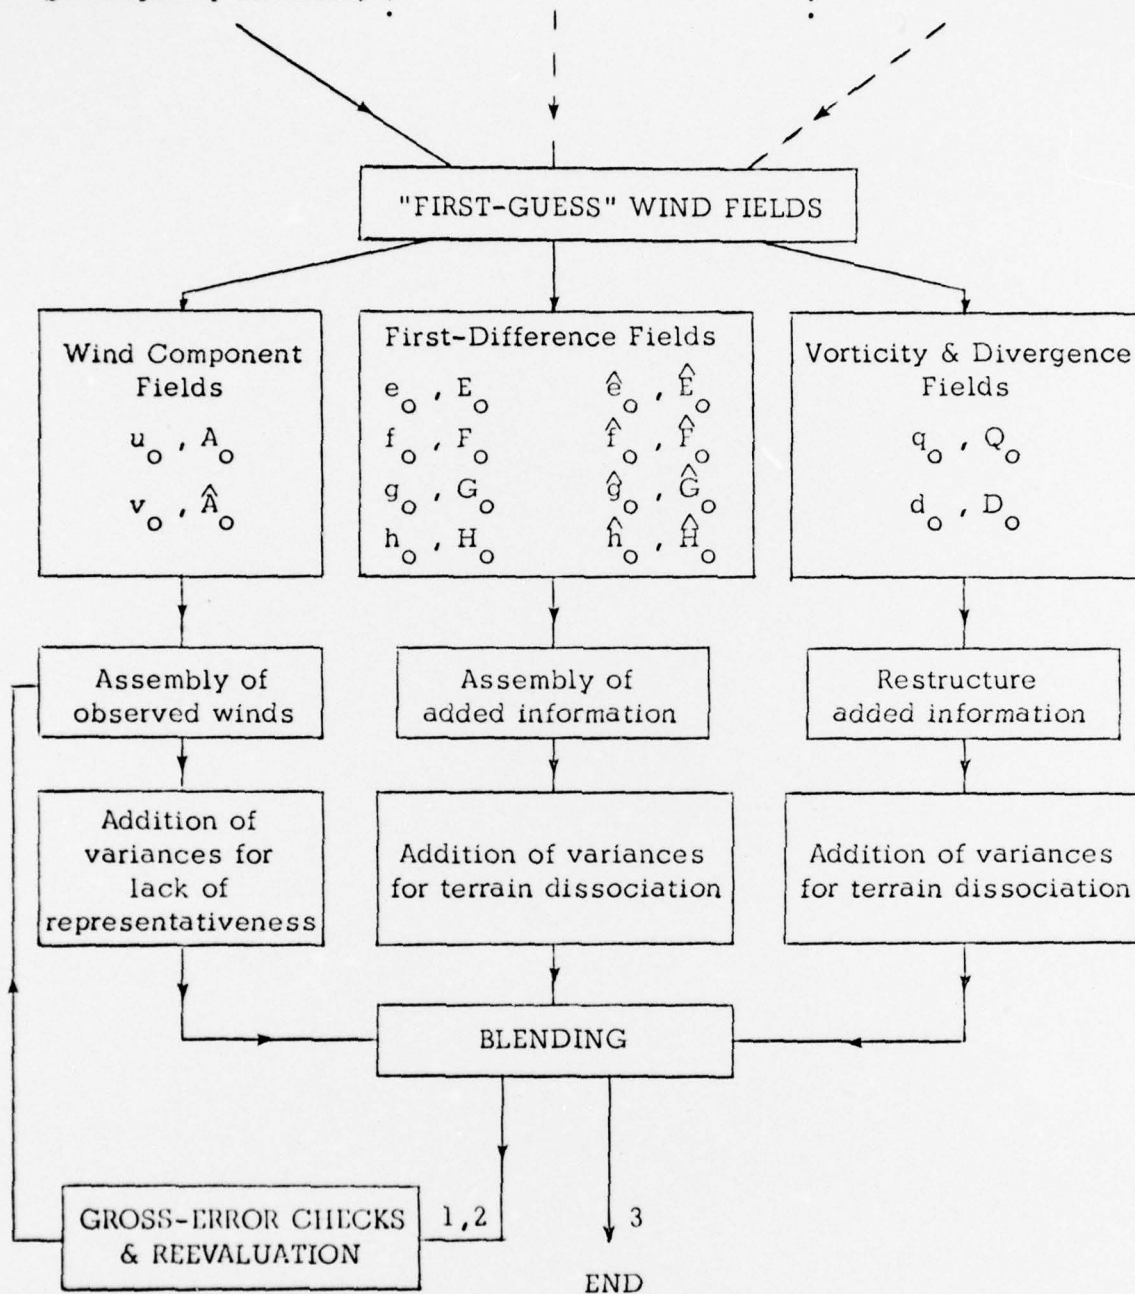 "FIRST-GUESS" WIND FIELDS
Wind Component
Fields
u_o , A_o
v_o , Â_o
First-Difference Fields
e_o , E_o ê_o , Ê_o
f_o , F_o f̂_o , F̂_o
g_o , G_o ĝ_o , Ĝ_o
h_o , H_o ĥ_o , Ĥ_o
Vorticity & Divergence
Fields
q_o , Q_o
d_o , D_o
Assembly of
observed winds
Assembly of
added information
Restructure
added information
Addition of
variances for
lack of
representativeness
Addition of variances
for terrain dissociation
Addition of variances
for terrain dissociation
BLENDING
GROSS-ERROR CHECKS
& REEVALUATION
1,2
3
END